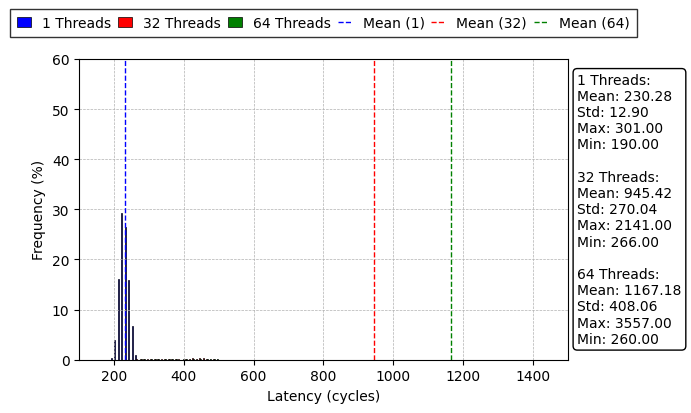 1 Threads 32 Threads 64 Threads Mean (1) Mean (32) Mean (64)
60
50
40
30
20
10
0
Frequency (%)
200 400 600 800 1000 1200 1400
Latency (cycles)
1 Threads:
Mean: 230.28
Std: 12.90
Max: 301.00
Min: 190.00
32 Threads:
Mean: 945.42
Std: 270.04
Max: 2141.00
Min: 266.00
64 Threads:
Mean: 1167.18
Std: 408.06
Max: 3557.00
Min: 260.00